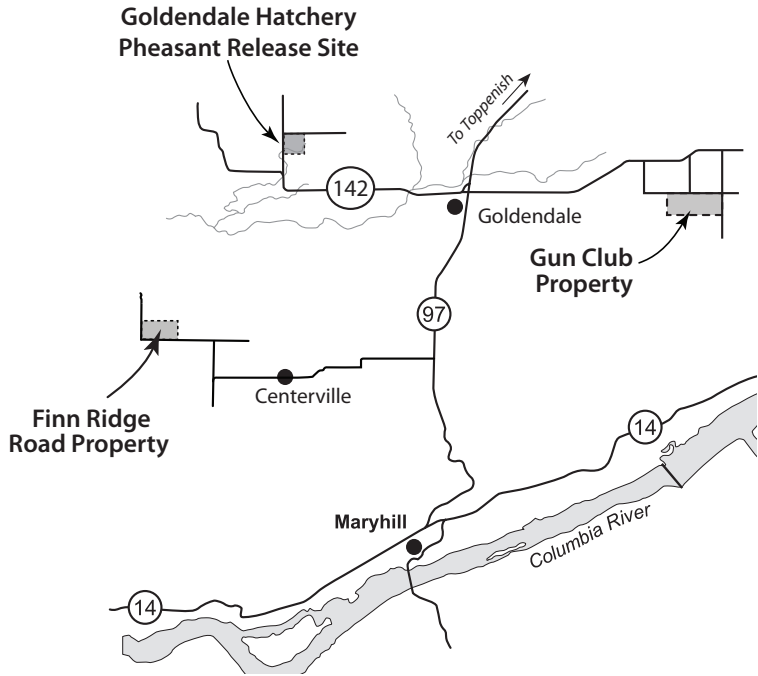 Goldendale Hatchery
Pheasant Release Site
To Toppenish
142
Goldendale
Gun Club
Property
97
Centerville
Finn Ridge
Road Property
14
Maryhill
Columbia River
14